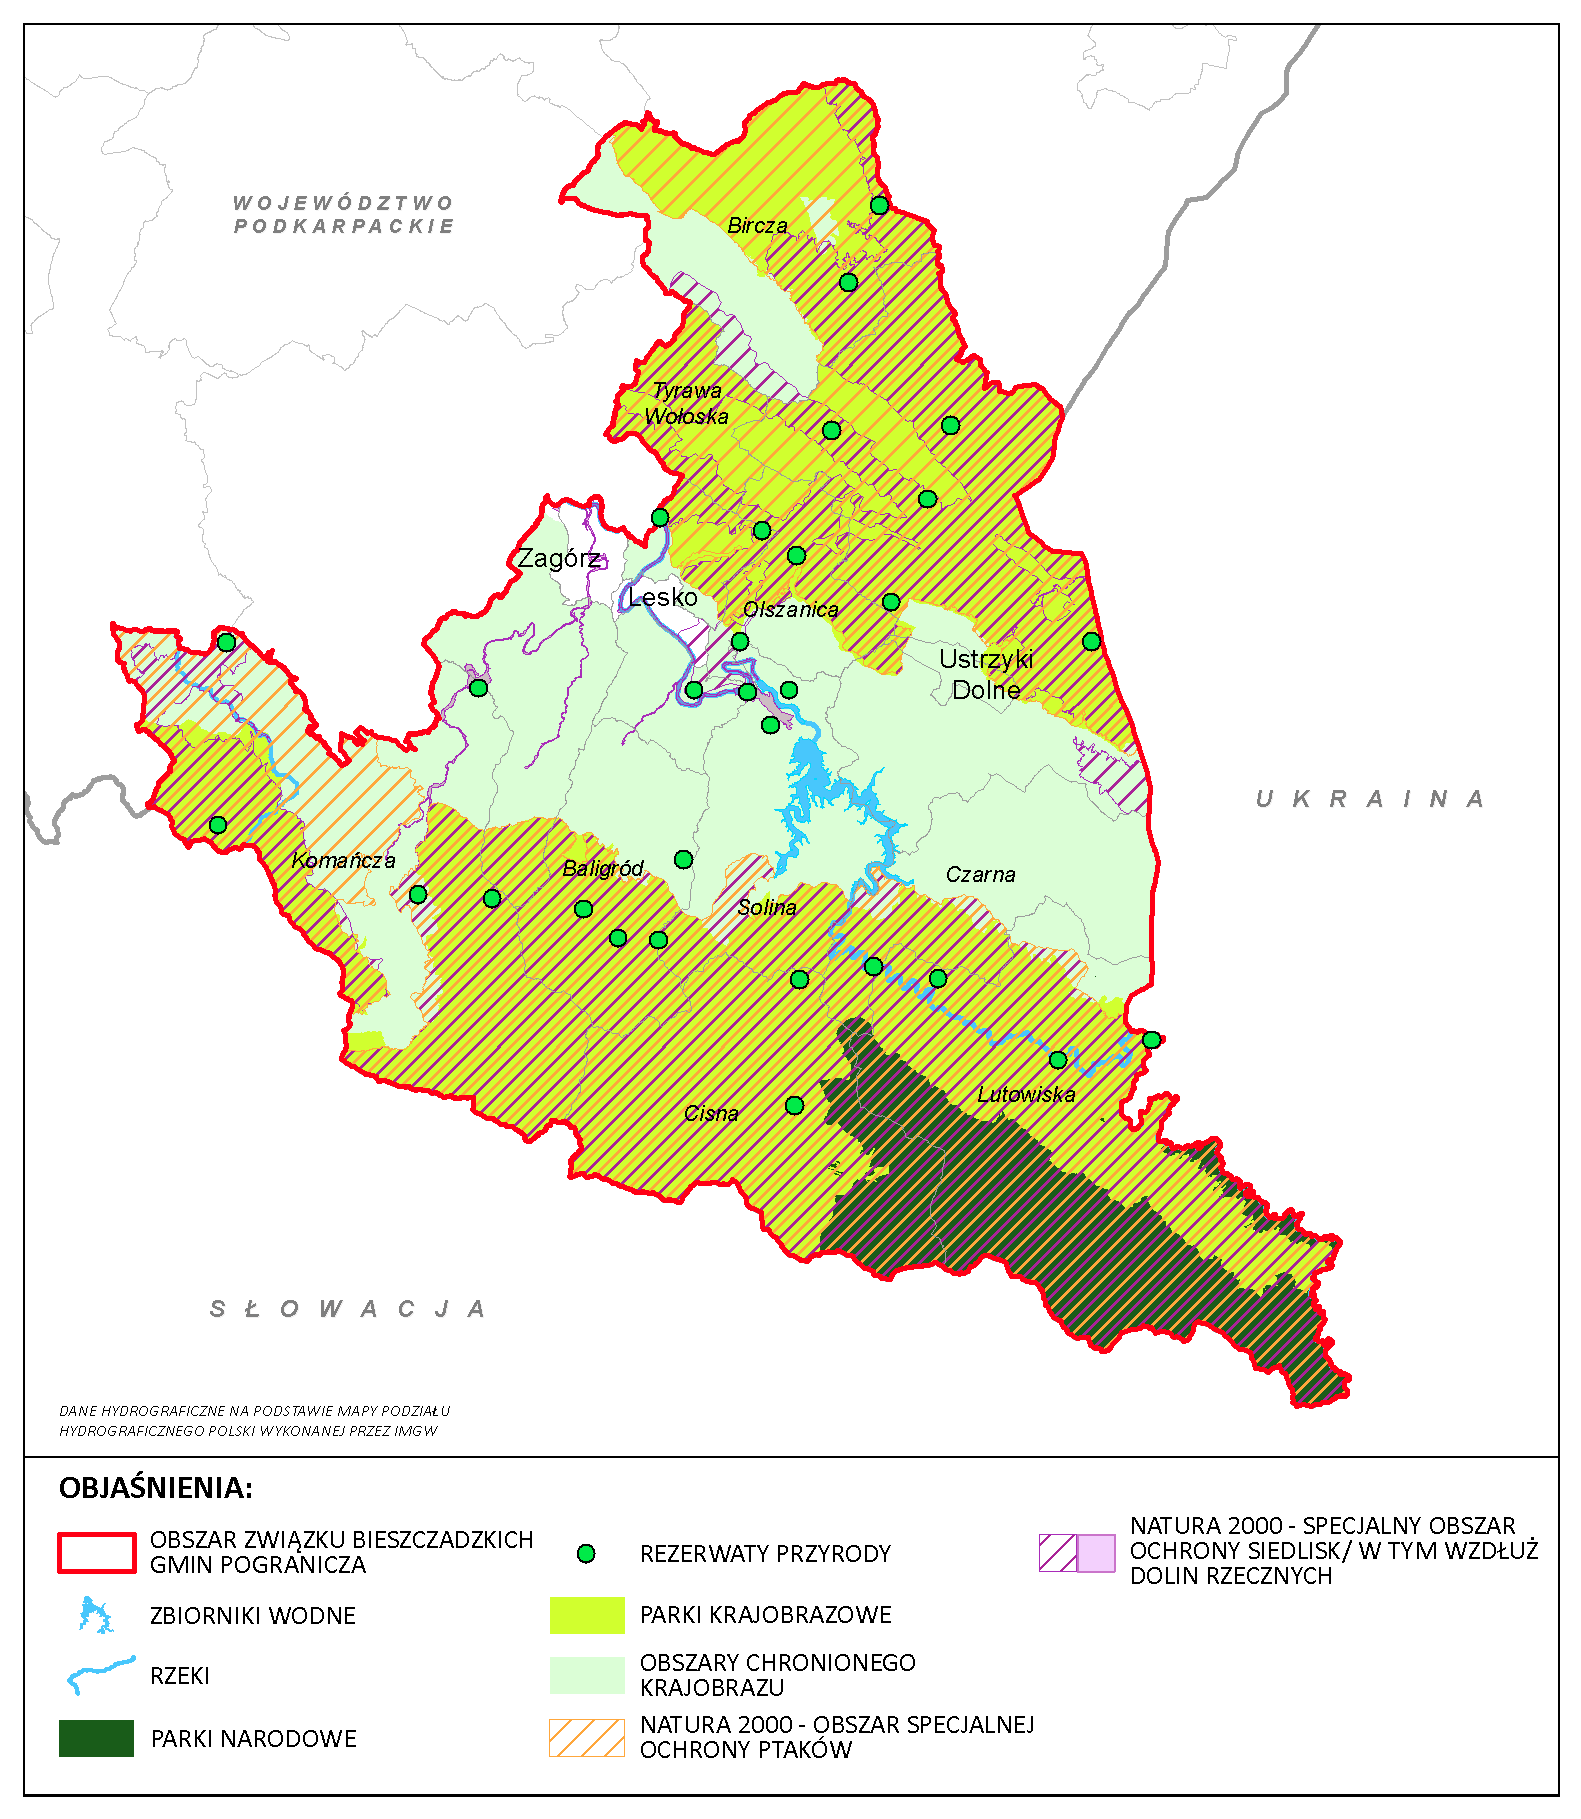 WOJEWÓDZTWO
PODKARPACKIE
Bircza
Tyrawa
Wołoska
Zagórz
Lesko
Olszanica
Ustrzyki
Dolne
UKRAINA
Komańcza
Baligród
Czarna
Solina
Lutowiska
Cisna
SŁOWACJA
DANE HYDROGRAFICZNE NA PODSTAWIE MAPY PODZIAŁU
HYDROGRAFICZNEGO POLSKI WYKONANEJ PRZEZ IMGW
OBJAŚNIENIA:
OBSZAR ZWIĄZKU BIESZCZADZKICH
GMIN POGRANICZA
ZBIORNIKI WODNE
RZEKI
PARKI NARODOWE
REZERWATY PRZYRODY
PARKI KRAJOBRAZOWE
OBSZARY CHRONIONEGO
KRAJOBRAZU
NATURA 2000 - OBSZAR SPECJALNEJ
OCHRONY PTAKÓW
NATURA 2000 - SPECJALNY OBSZAR
OCHRONY SIEDLISK/ W TYM WZDŁUŻ
DOLIN RZECZNYCH